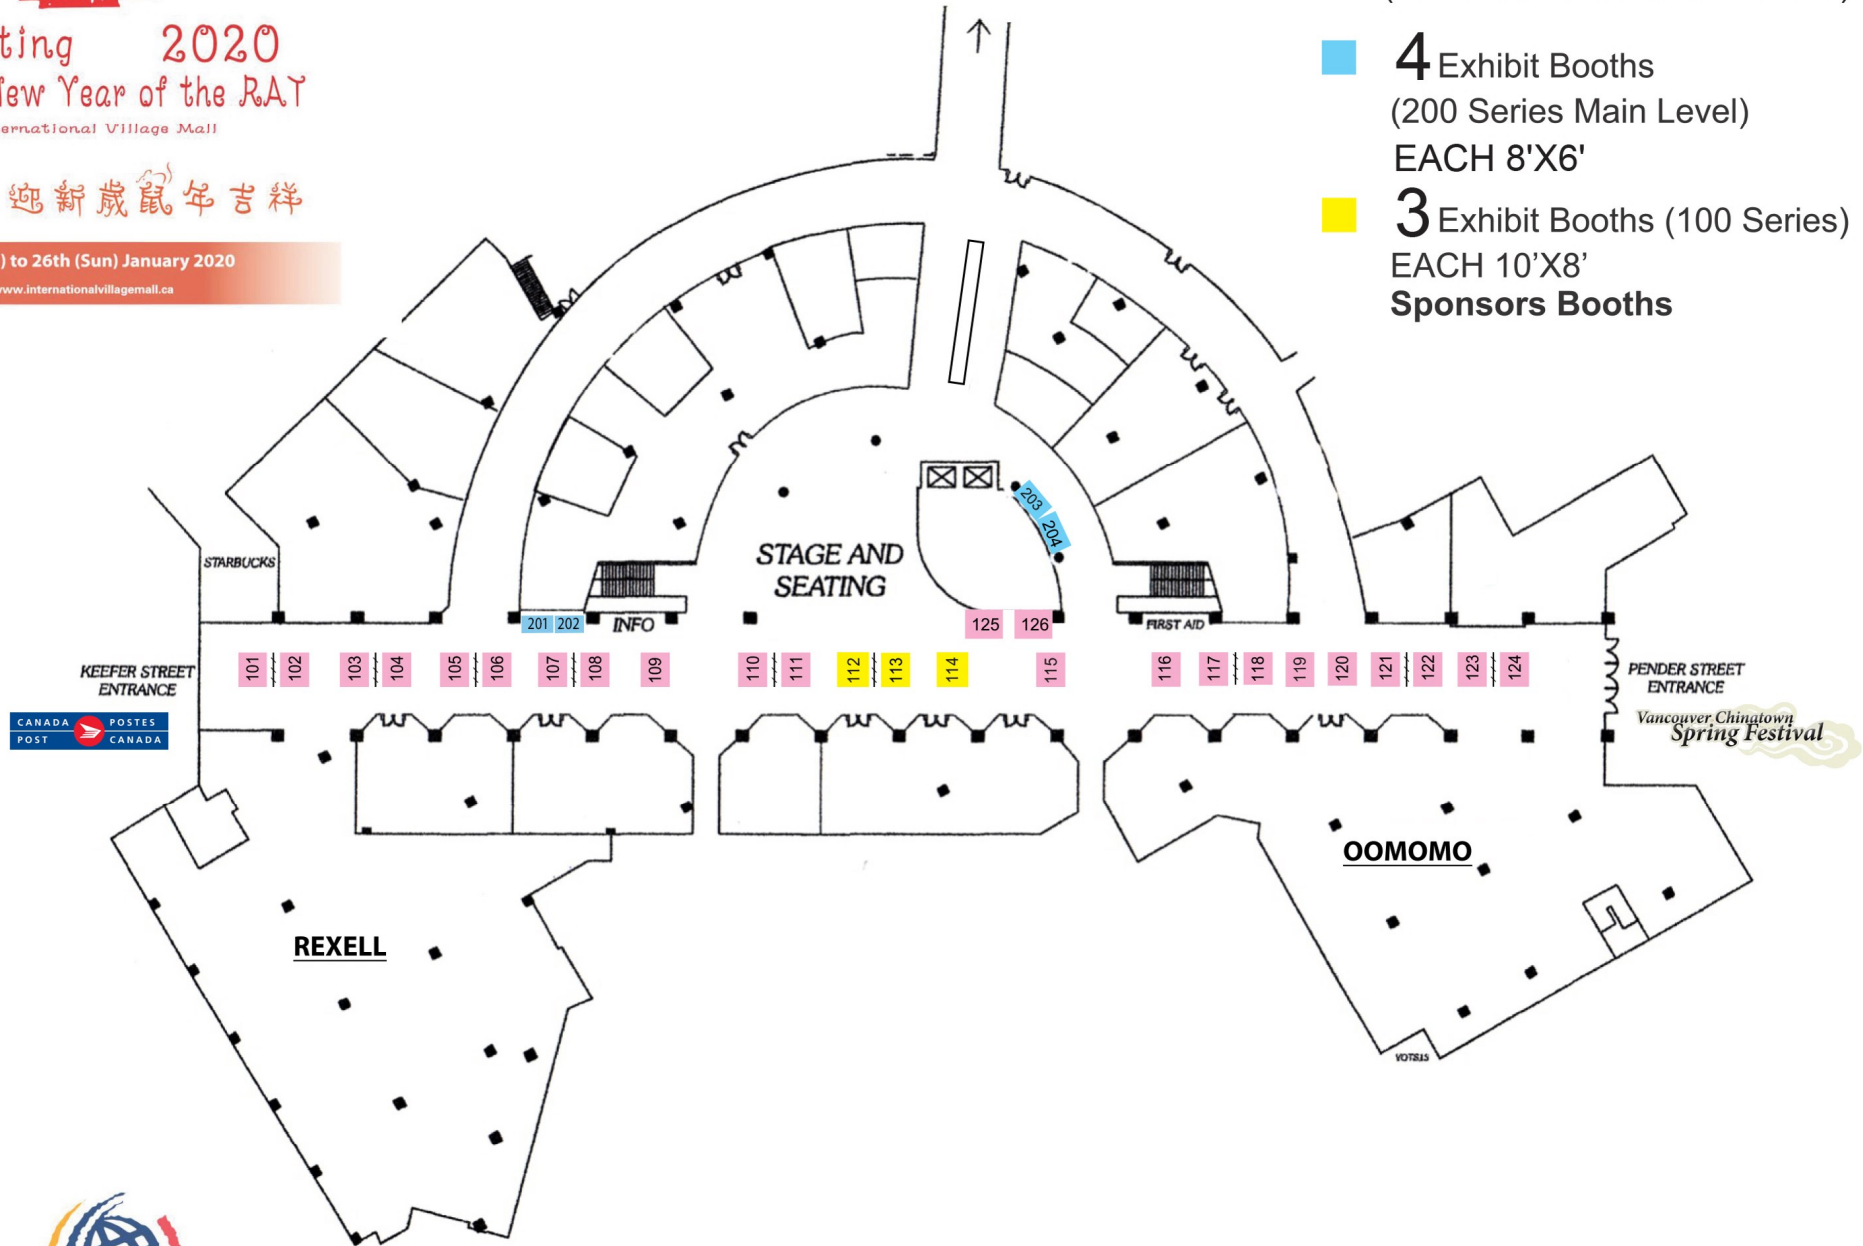 ting 2020
New Year of the RAT
ernational Village Mall
迎新歲鼠年吉祥
) to 26th (Sun) January 2020
www.internationalvillagemall.ca
4 Exhibit Booths
(200 Series Main Level)
EACH 8'X6'
3 Exhibit Booths (100 Series)
EACH 10’X8’
Sponsors Booths
203
204
STARBUCKS
STAGE AND
SEATING
201 202 INFO
125 126
FIRST AID
KEEFER STREET
ENTRANCE
101 102 103 104 105 106 107 108 109 110 111 112 113 114 115 116 117 118 119 120 121 122 123 124
PENDER STREET
ENTRANCE
CANADA POSTES
POST CANADA
Vancouver Chinatown
Spring Festival
OOMOMO
REXELL